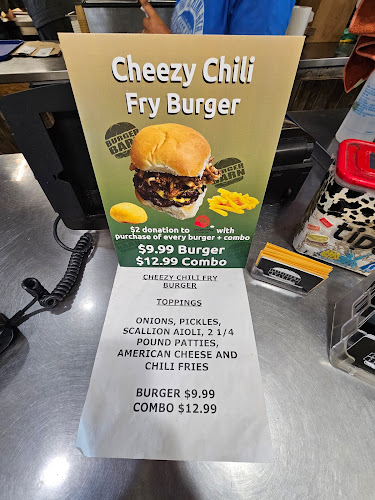 Cheezy Chili
Fry Burger
BURGER
BARN
BURGER
BARN
$2 donation to with
purchase of every burger + combo
$9.99 Burger
$12.99 Combo
CHEEZY CHILI FRY
BURGER
TOPPINGS
ONIONS, PICKLES,
SCALLION AIOLI, 2 1/4
POUND PATTIES,
AMERICAN CHEESE AND
CHILI FRIES
BURGER $9.99
COMBO $12.99